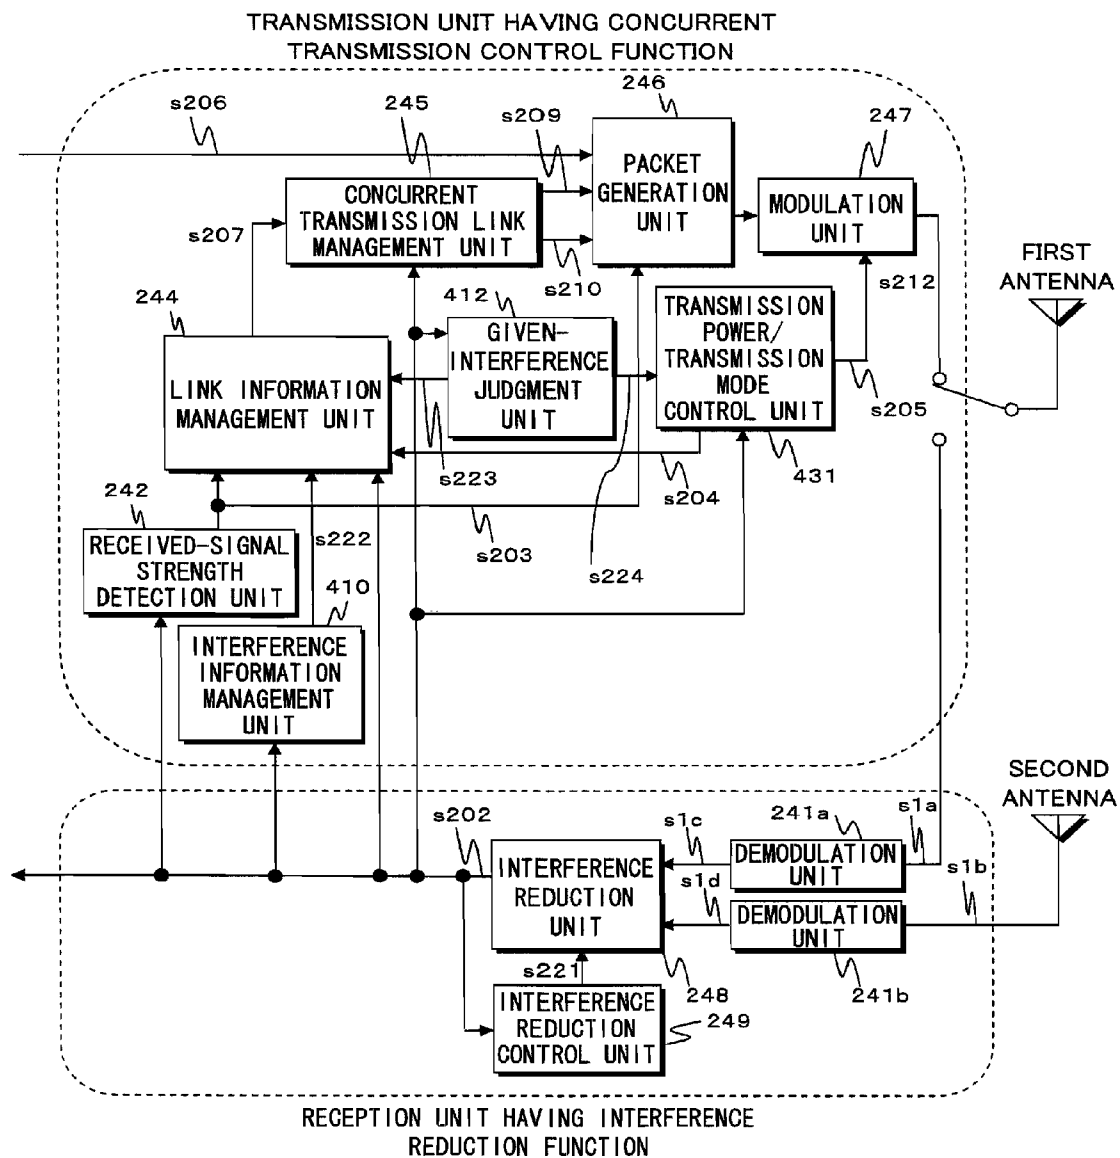 TRANSMISSION UNIT HAVING CONCURRENT
TRANSMISSION CONTROL FUNCTION
s206
245
s209
246
247
PACKET
GENERATION
UNIT
CONCURRENT
TRANSMISSION LINK
MANAGEMENT UNIT
MODULATION
UNIT
s207
s210
s212
FIRST
ANTENNA
244
412
GIVEN-
INTERFERENCE
JUDGMENT
UNIT
TRANSMISSION
POWER/
TRANSMISSION
MODE
CONTROL UNIT
LINK INFORMATION
MANAGEMENT UNIT
s205
s223
s204
431
242
s222
s203
s224
RECEIVED-SIGNAL
STRENGTH
DETECTION UNIT
410
INTERFERENCE
INFORMATION
MANAGEMENT
UNIT
SECOND
ANTENNA
s202
s1c
241a
s1a
INTERFERENCE
REDUCTION
UNIT
DEMODULATION
UNIT
s1d
s1b
DEMODULATION
UNIT
s221
248
241b
INTERFERENCE
REDUCTION
CONTROL UNIT
249
RECEPTION UNIT HAVING INTERFERENCE
REDUCTION FUNCTION